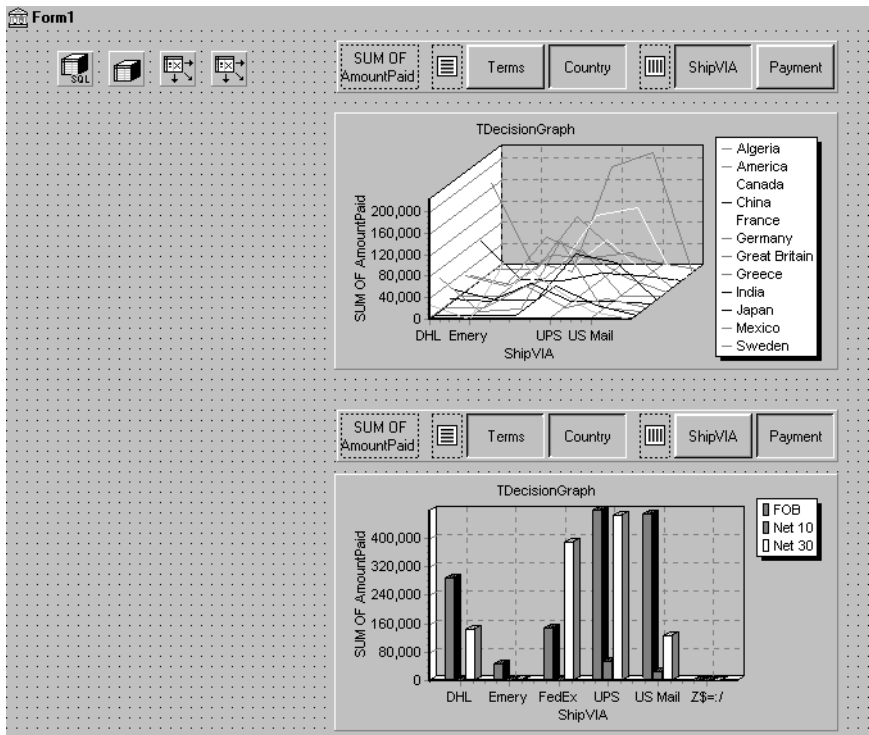 Form1
SQL
SUM OF
AmountPaid
Terms
Country
ShipVIA
Payment
TDecisionGraph
SUM OF AmountPaid
200,000
160,000
120,000
80,000
40,000
0
DHL Emery UPS US Mail
ShipVIA
Algeria
America
Canada
China
France
Germany
Great Britain
Greece
India
Japan
Mexico
Sweden
SUM OF
AmountPaid
Terms
Country
ShipVIA
Payment
TDecisionGraph
SUM OF AmountPaid
400,000
320,000
240,000
160,000
80,000
0
DHL Emery FedEx UPS US Mail Z$=:/
ShipVIA
FOB
Net 10
Net 30